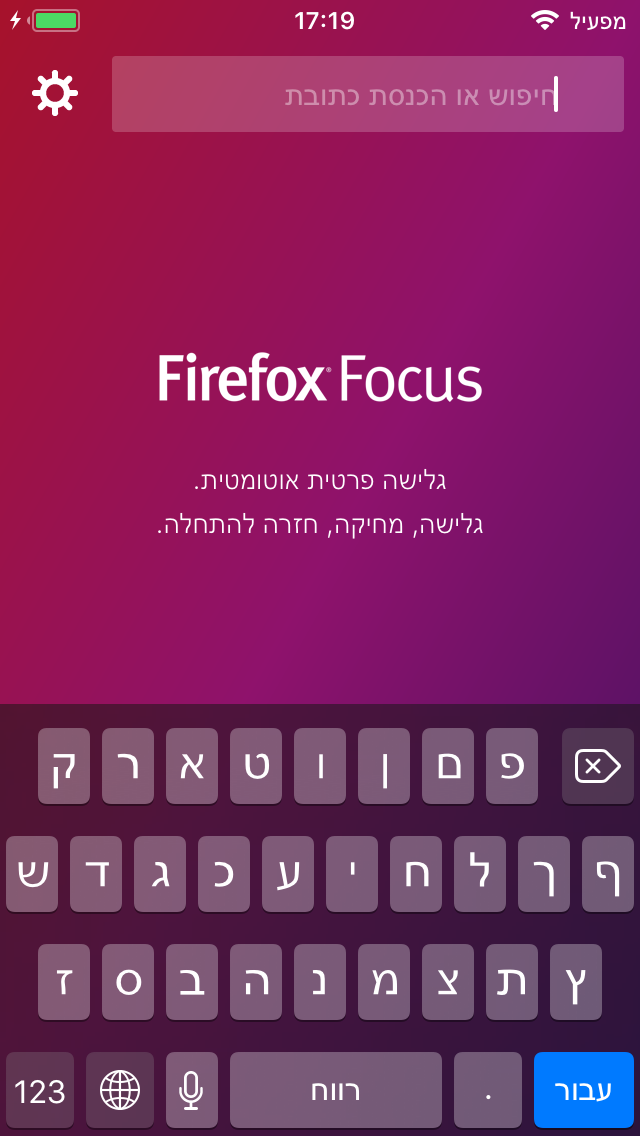 מפעיל 17:19
חיפוש או הכנסת כתובת
Firefox® Focus
גלישה פרטית אוטומטית.
גלישה, מחיקה, חזרה להתחלה.
ק ר א ט ו ן ם פ
ש ד ג כ ע י ח ל ך ף
ז ס ב ה נ מ צ ת ץ
123 רווח . עבור